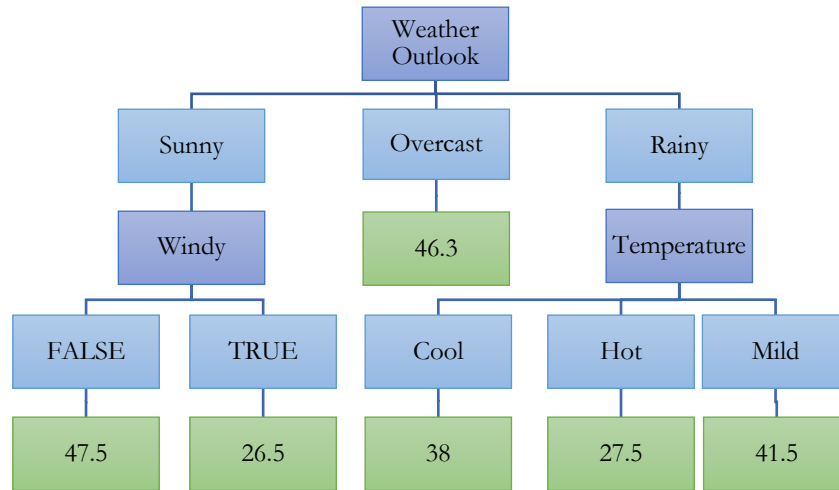 Weather
Outlook
Sunny
Overcast
Rainy
Windy
46.3
Temperature
FALSE
TRUE
Cool
Hot
Mild
47.5
26.5
38
27.5
41.5